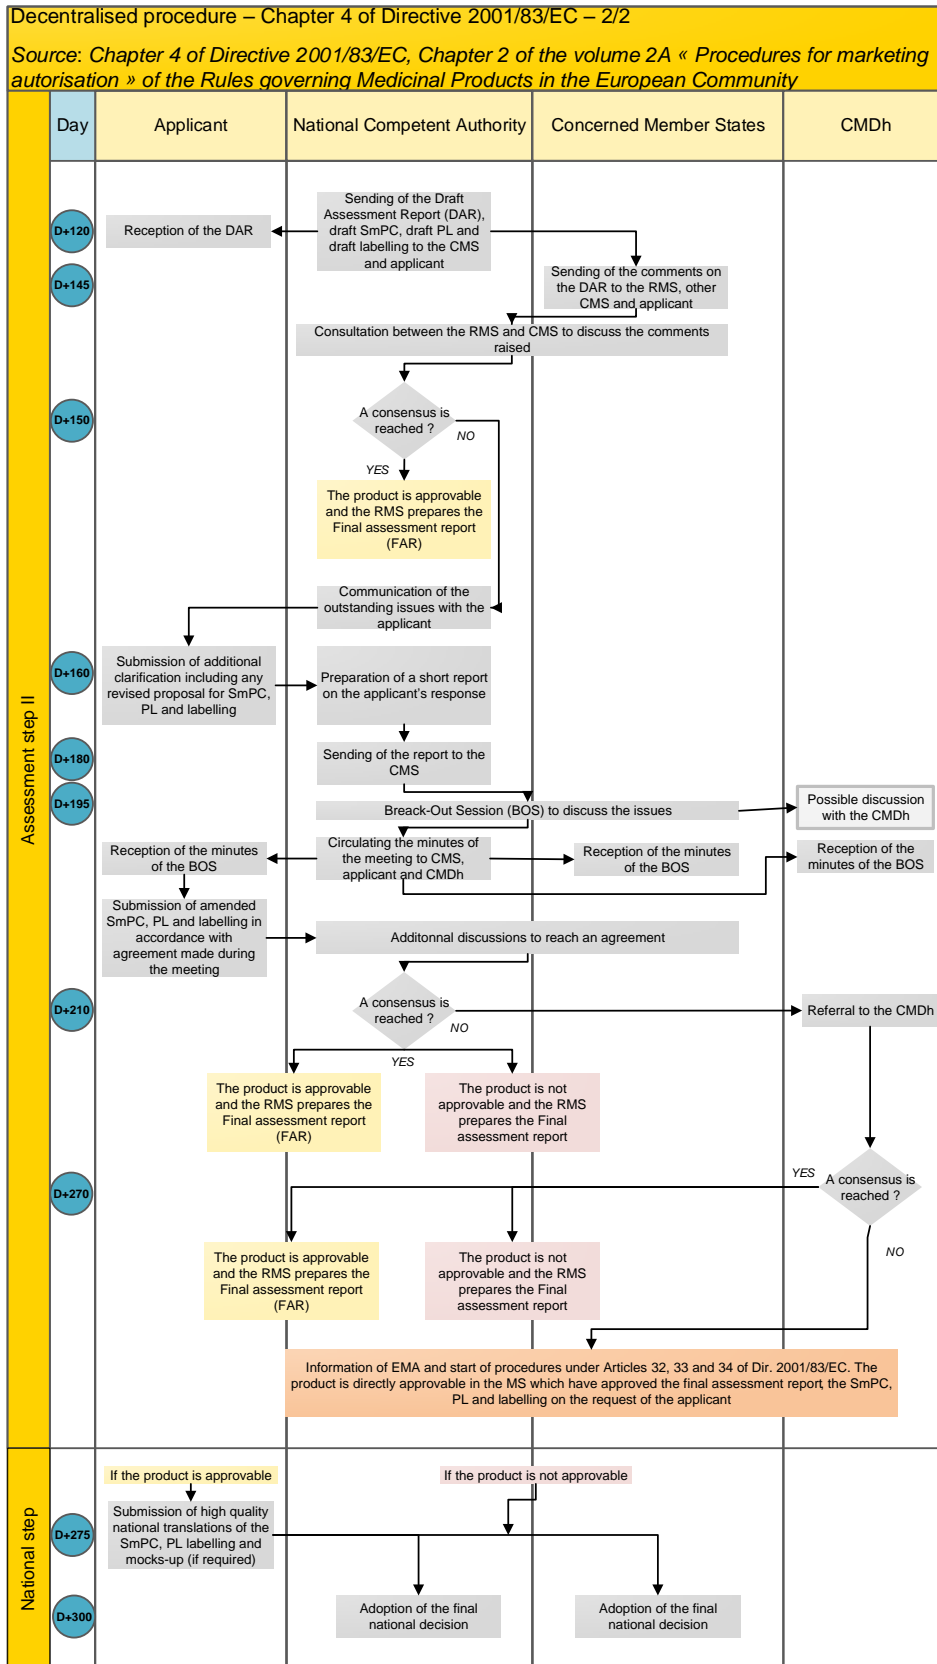 Decentralised procedure – Chapter 4 of Directive 2001/83/EC – 2/2
Source: Chapter 4 of Directive 2001/83/EC, Chapter 2 of the volume 2A « Procedures for marketing
autorisation » of the Rules governing Medicinal Products in the European Community
Day
Applicant
National Competent Authority
Concerned Member States
CMDh
Assessment step II
D+120
Reception of the DAR
Sending of the Draft
Assessment Report (DAR),
draft SmPC, draft PL and
draft labelling to the CMS
and applicant
D+145
Sending of the comments on
the DAR to the RMS, other
CMS and applicant
Consultation between the RMS and CMS to discuss the comments
raised
D+150
A consensus is
reached ?
NO
YES
The product is approvable
and the RMS prepares the
Final assessment report
(FAR)
Communication of the
outstanding issues with the
applicant
D+160
Submission of additional
clarification including any
revised proposal for SmPC,
PL and labelling
Preparation of a short report
on the applicant's response
D+180
Sending of the report to the
CMS
D+195
Breack-Out Session (BOS) to discuss the issues
Possible discussion
with the CMDh
Reception of the minutes
of the BOS
Circulating the minutes of
the meeting to CMS,
applicant and CMDh
Reception of the minutes
of the BOS
Reception of the
minutes of the BOS
Submission of amended
SmPC, PL and labelling in
accordance with
agreement made during
the meeting
Additonnal discussions to reach an agreement
D+210
A consensus is
reached ?
NO
YES
Referral to the CMDh
The product is approvable
and the RMS prepares the
Final assessment report
(FAR)
The product is not
approvable and the RMS
prepares the Final
assessment report
D+270
YES
A consensus is
reached ?
NO
The product is approvable
and the RMS prepares the
Final assessment report
(FAR)
The product is not
approvable and the RMS
prepares the Final
assessment report
Information of EMA and start of procedures under Articles 32, 33 and 34 of Dir. 2001/83/EC. The
product is directly approvable in the MS which have approved the final assessment report, the SmPC,
PL and labelling on the request of the applicant
National step
If the product is approvable
If the product is not approvable
D+275
Submission of high quality
national translations of the
SmPC, PL labelling and
mocks-up (if required)
D+300
Adoption of the final
national decision
Adoption of the final
national decision